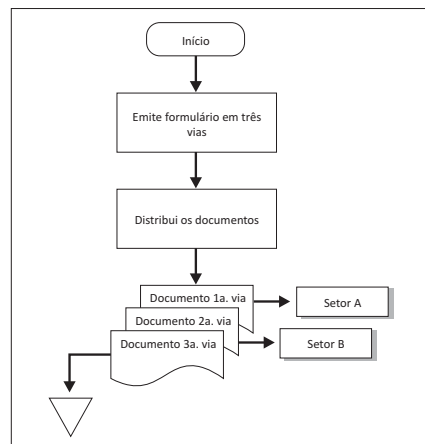 Início
Emite formulário em três
vias
Distribui os documentos
Documento 1a. via
Setor A
Documento 2a. via
Documento 3a. via
Setor B